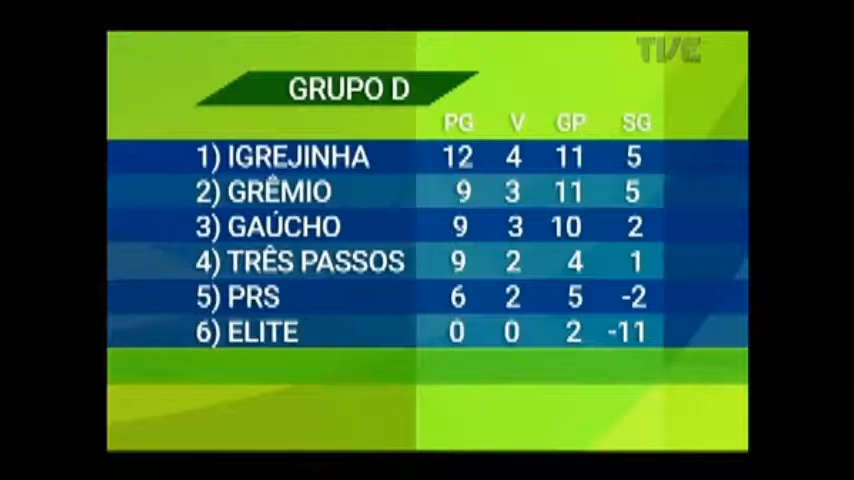 TVE
GRUPO D
PG V GP SG
1) IGREJINHA 12 4 11 5
2) GRÊMIO 9 3 11 5
3) GAÚCHO 9 3 10 2
4) TRÊS PASSOS 9 2 4 1
5) PRS 6 2 5 -2
6) ELITE 0 0 2 -11